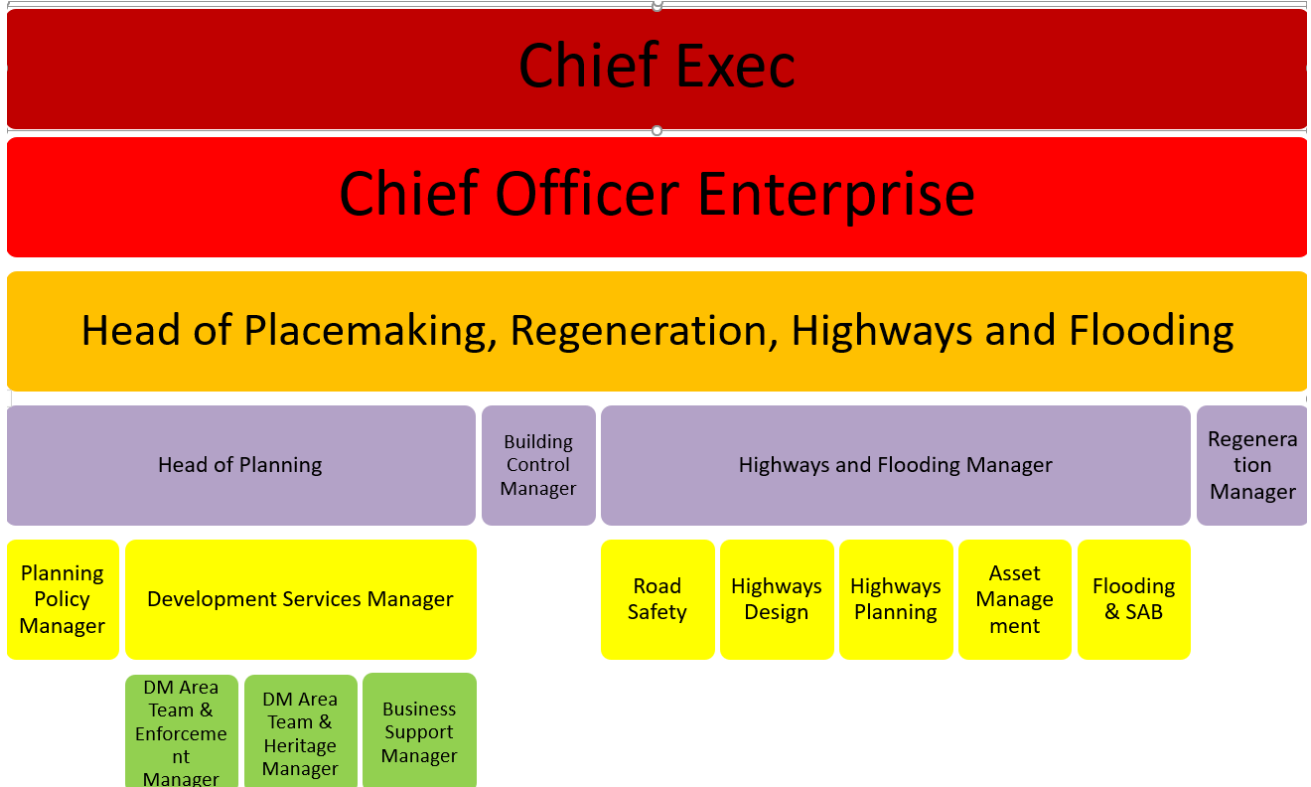 Chief Exec
Chief Officer Enterprise
Head of Placemaking, Regeneration, Highways and Flooding
Head of Planning
Building
Control
Manager
Highways and Flooding Manager
Regenera
tion
Manager
Planning
Policy
Manager
Development Services Manager
Road
Safety
Highways
Design
Highways
Planning
Asset
Manage
ment
Flooding
& SAB
DM Area
Team &
Enforceme
nt
Manager
DM Area
Team &
Heritage
Manager
Business
Support
Manager